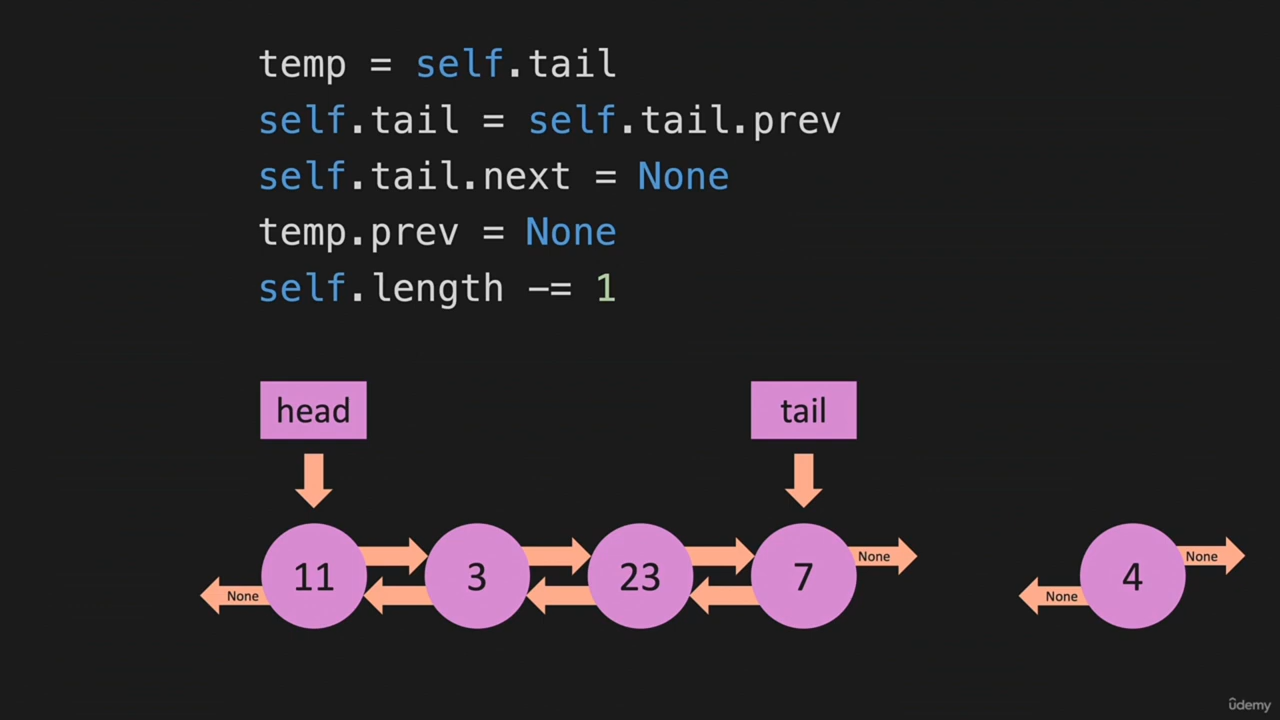 temp = self.tail
self.tail = self.tail.prev
self.tail.next = None
temp.prev = None
self.length -= 1
head
tail
None
None
11
3
23
7
4
None
None
udemy